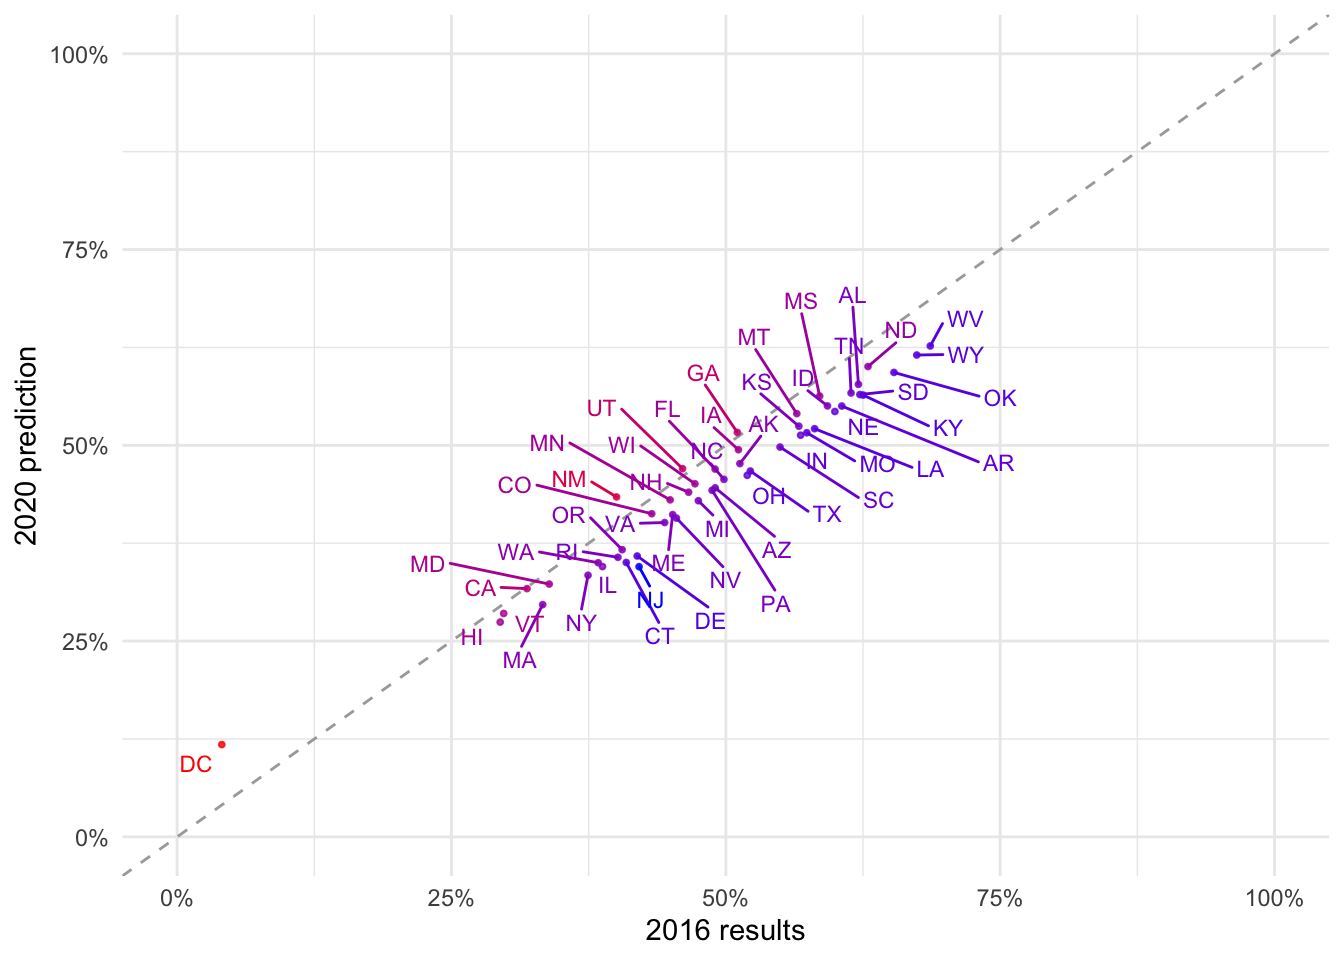 100%
75%
50%
25%
0%
2020 prediction
AL
MS
WV
ND
MT
TN
WY
GA
ID
KS
SD
OK
UT
FL
IA
AK
NE
KY
MN
WI
NC
IN
MO
AR
LA
NM
NH
CO
OH
SC
OR
VA
MI
TX
WA
RI
ME
AZ
MD
CA
IL
NV
NJ
PA
HI
VT
NY
DE
CT
MA
DC
0%
25%
50%
75%
100%
2016 results